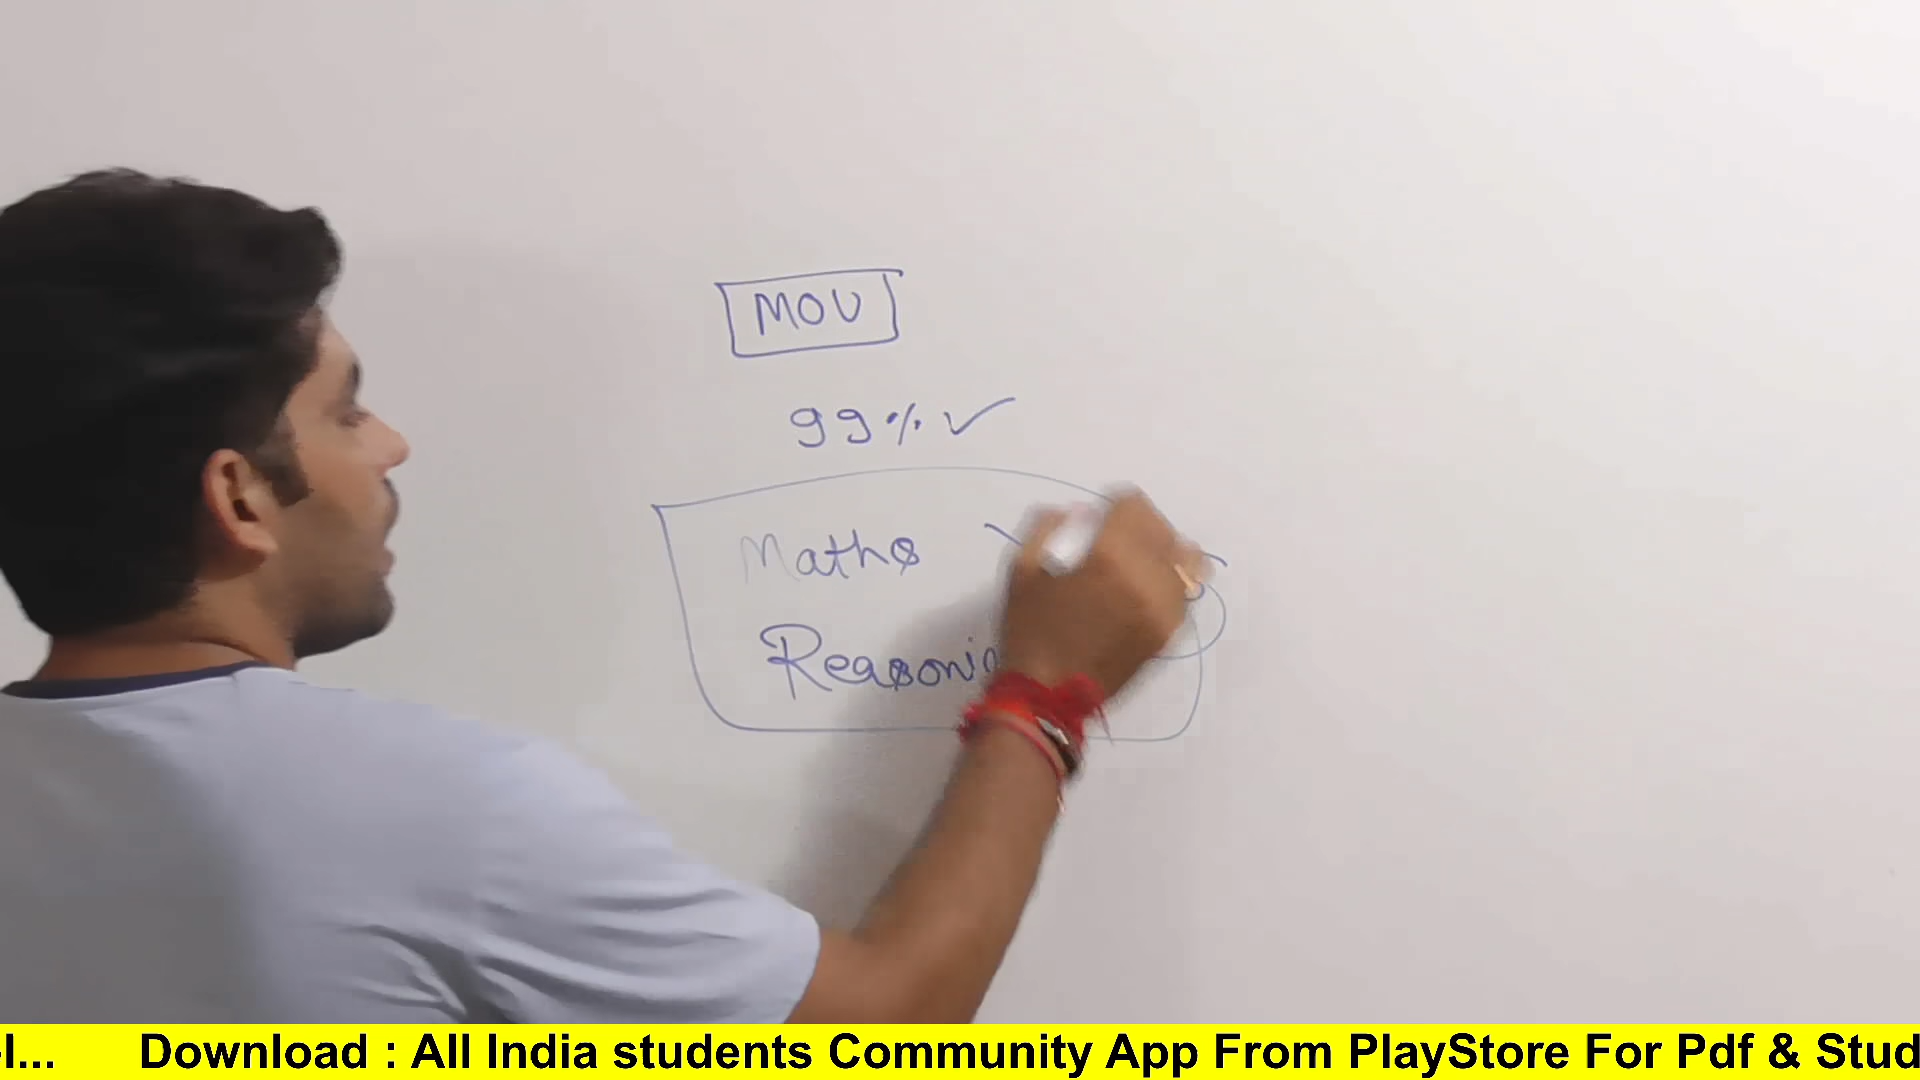 MOU
99% ✓
Maths
Reasoni
-l... Download : All India students Community App From PlayStore For Pdf & Stud